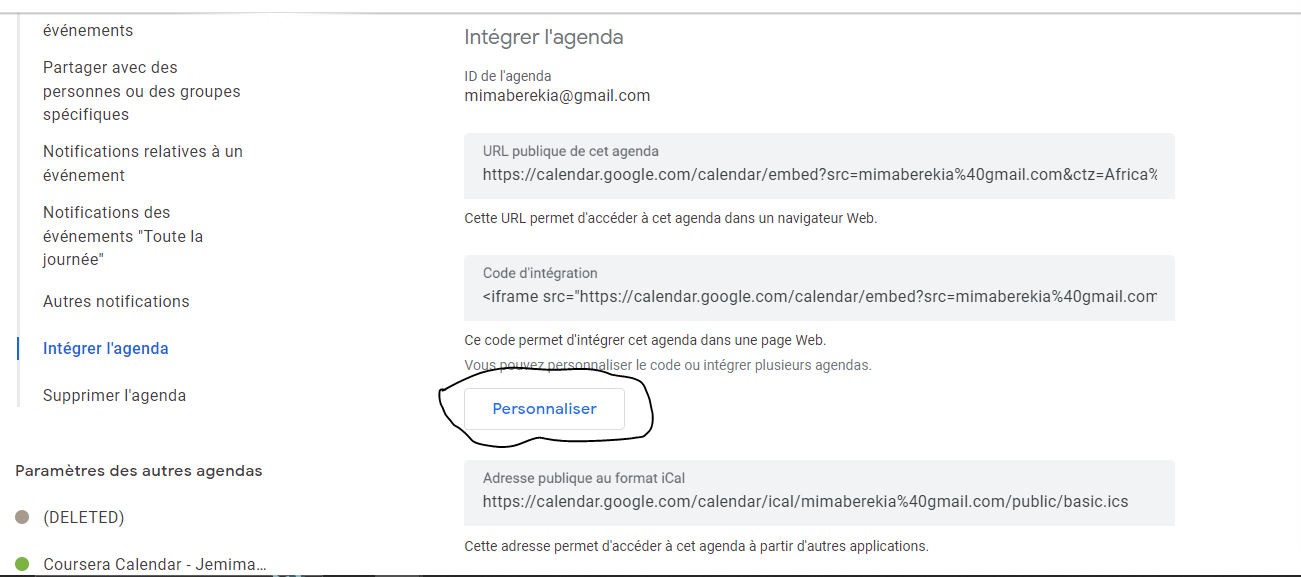 événements
Partager avec des
personnes ou des groupes
spécifiques
Notifications relatives à un
événement
Notifications des
événements "Toute la
journée"
Autres notifications
Intégrer l'agenda
Supprimer l'agenda
Paramètres des autres agendas
(DELETED)
Coursera Calendar - Jemima...
Intégrer l'agenda
ID de l'agenda
mimaberekia@gmail.com
URL publique de cet agenda
https://calendar.google.com/calendar/embed?src=mimaberekia%40gmail.com&ctz=Africa%
Cette URL permet d'accéder à cet agenda dans un navigateur Web.
Code d'intégration
<iframe src="https://calendar.google.com/calendar/embed?src=mimaberekia%40gmail.com
Ce code permet d'intégrer cet agenda dans une page Web.
Vous pouvez personnaliser le code ou intégrer plusieurs agendas.
Personnaliser
Adresse publique au format iCal
https://calendar.google.com/calendar/ical/mimaberekia%40gmail.com/public/basic.ics
Cette adresse permet d'accéder à cet agenda à partir d'autres applications.